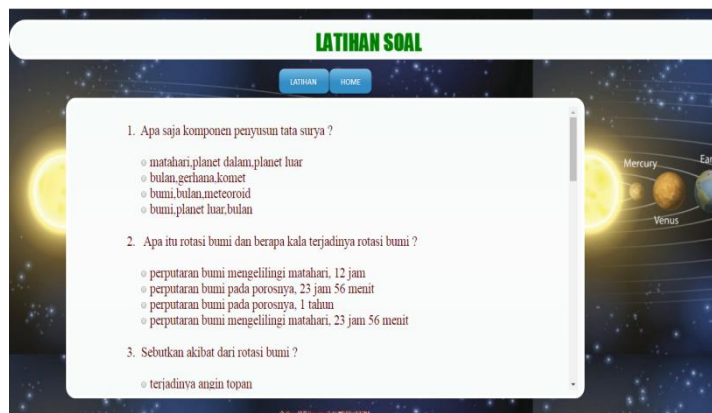 LATIHAN SOAL
LATIHAN HOME
1. Apa saja komponen penyusun tata surya ?
matahari,planet dalam,planet luar
bulan,gerhana,komet
bumi,bulan,meteoroid
bumi,planet luar,bulan
2. Apa itu rotasi bumi dan berapa kala terjadinya rotasi bumi ?
perputaran bumi mengelilingi matahari, 12 jam
perputaran bumi pada porosnya, 23 jam 56 menit
perputaran bumi pada porosnya, 1 tahun
perputaran bumi mengelilingi matahari, 23 jam 56 menit
3. Sebutkan akibat dari rotasi bumi ?
terjadinya angin topan
Mercury
Ear
Venus